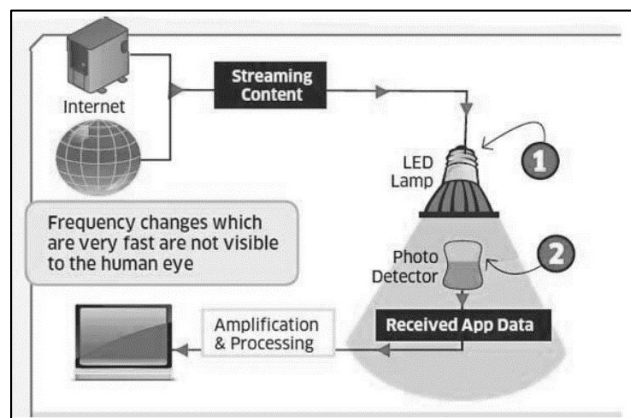 Internet
Streaming
Content
LED
Lamp
1
Frequency changes which
are very fast are not visible
to the human eye
Photo
Detector
2
Amplification
& Processing
Received App Data